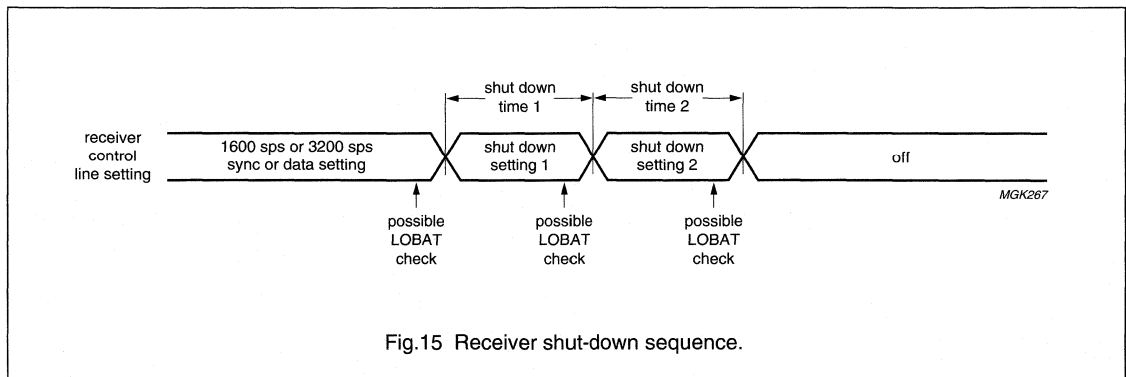 shut down
time 1
shut down
time 2
receiver
control
line setting
1600 sps or 3200 sps
sync or data setting
shut down
setting 1
shut down
setting 2
off
MGK267
possible
LOBAT
check
possible
LOBAT
check
possible
LOBAT
check
Fig.15 Receiver shut-down sequence.